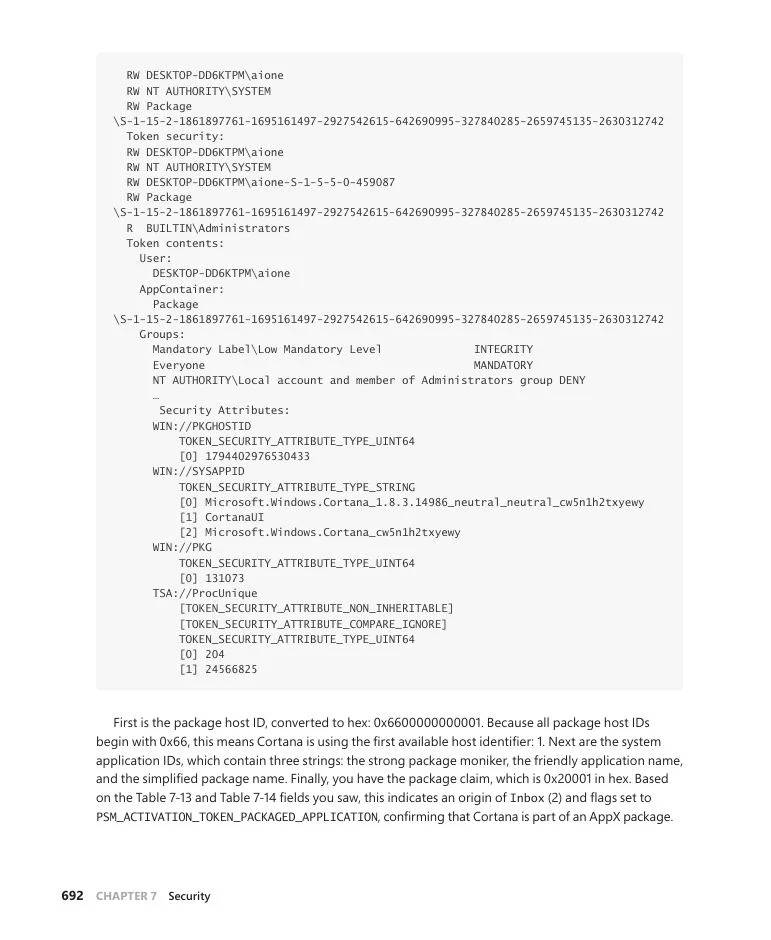 RW DESKTOP-DD6KTPM\aione
RW NT AUTHORITY\SYSTEM
RW Package
\S-1-15-2-1861897761-1695161497-2927542615-642690995-327840285-2659745135-2630312742
Token security:
RW DESKTOP-DD6KTPM\aione
RW NT AUTHORITY\SYSTEM
RW DESKTOP-DD6KTPM\aione-S-1-5-5-0-459087
RW Package
\S-1-15-2-1861897761-1695161497-2927542615-642690995-327840285-2659745135-2630312742
R  BUILTIN\Administrators
Token contents:
User:
DESKTOP-DD6KTPM\aione
AppContainer:
Package
\S-1-15-2-1861897761-1695161497-2927542615-642690995-327840285-2659745135-2630312742
Groups:
Mandatory Label\Low Mandatory Level INTEGRITY
Everyone MANDATORY
NT AUTHORITY\Local account and member of Administrators group DENY
…
Security Attributes:
WIN://PKGHOSTID
TOKEN_SECURITY_ATTRIBUTE_TYPE_UINT64
[0] 1794402976530433
WIN://SYSAPPID
TOKEN_SECURITY_ATTRIBUTE_TYPE_STRING
[0] Microsoft.Windows.Cortana_1.8.3.14986_neutral_neutral_cw5n1h2txyewy
[1] CortanaUI
[2] Microsoft.Windows.Cortana_cw5n1h2txyewy
WIN://PKG
TOKEN_SECURITY_ATTRIBUTE_TYPE_UINT64
[0] 131073
TSA://ProcUnique
[TOKEN_SECURITY_ATTRIBUTE_NON_INHERITABLE]
[TOKEN_SECURITY_ATTRIBUTE_COMPARE_IGNORE]
TOKEN_SECURITY_ATTRIBUTE_TYPE_UINT64
[0] 204
[1] 24566825
First is the package host ID, converted to hex: 0x6600000000001. Because all package host IDs
begin with 0x66, this means Cortana is using the first available host identifier: 1. Next are the system
application IDs, which contain three strings: the strong package moniker, the friendly application name,
and the simplified package name. Finally, you have the package claim, which is 0x20001 in hex. Based
on the Table 7-13 and Table 7-14 fields you saw, this indicates an origin of Inbox (2) and flags set to
PSM_ACTIVATION_TOKEN_PACKAGED_APPLICATION, confirming that Cortana is part of an AppX package.
692 CHAPTER 7 Security